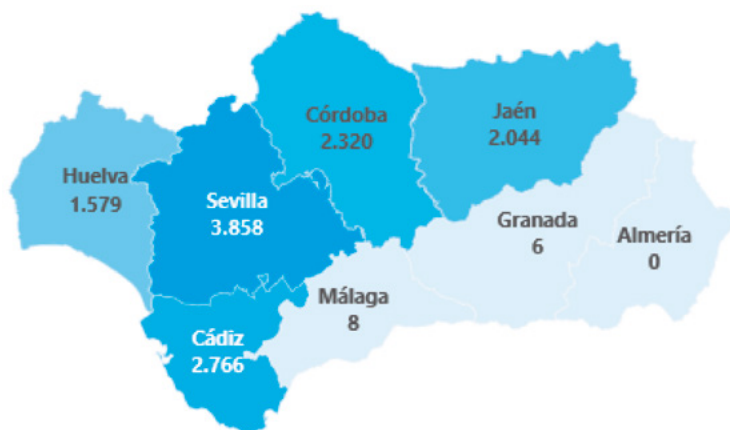 Córdoba
2.320
Jaén
2.044
Huelva
1.579
Sevilla
3.858
Granada
6
Almería
0
Málaga
8
Cádiz
2.766